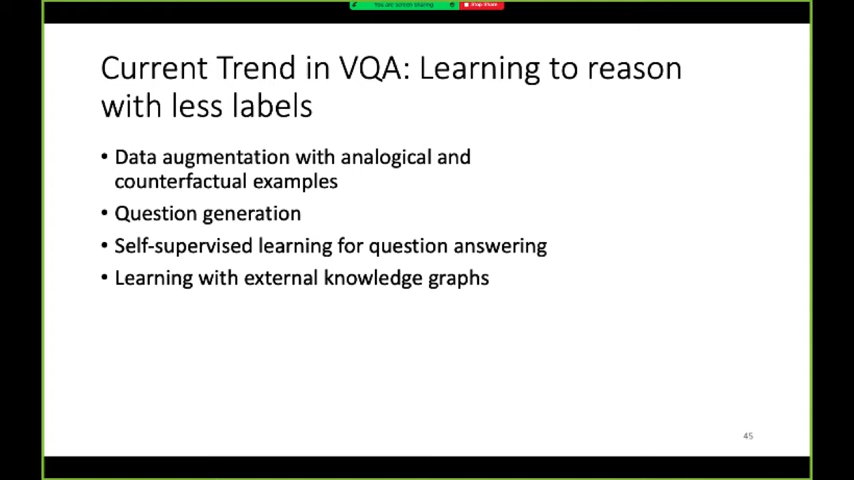 You are screen sharing
Stop Share
Current Trend in VQA: Learning to reason
with less labels
• Data augmentation with analogical and
counterfactual examples
• Question generation
• Self-supervised learning for question answering
• Learning with external knowledge graphs
45